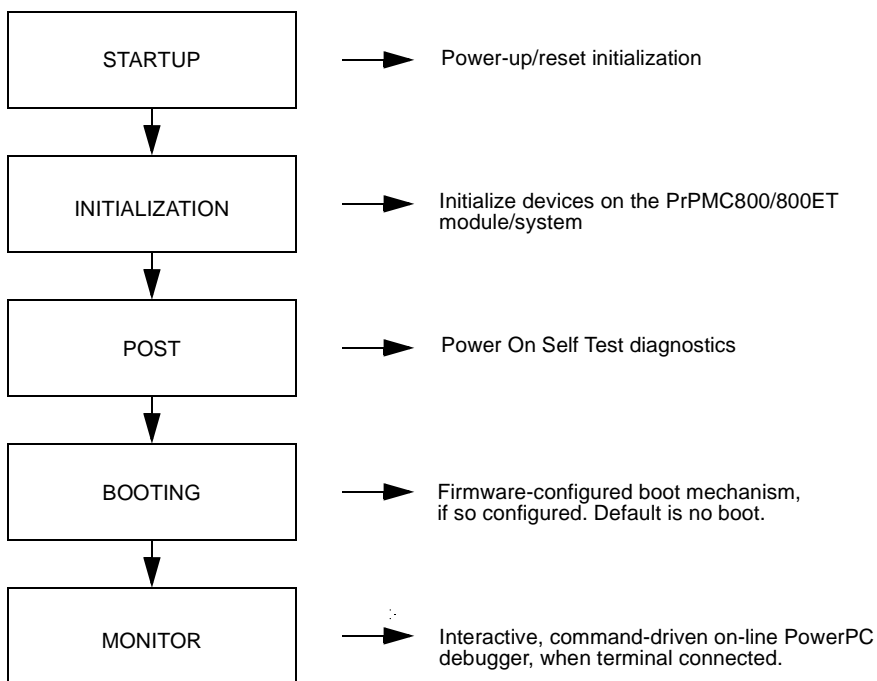 STARTUP
Power-up/reset initialization
INITIALIZATION
Initialize devices on the PrPMC800/800ET
module/system
POST
Power On Self Test diagnostics
BOOTING
Firmware-configured boot mechanism,
if so configured. Default is no boot.
MONITOR
Interactive, command-driven on-line PowerPC
debugger, when terminal connected.